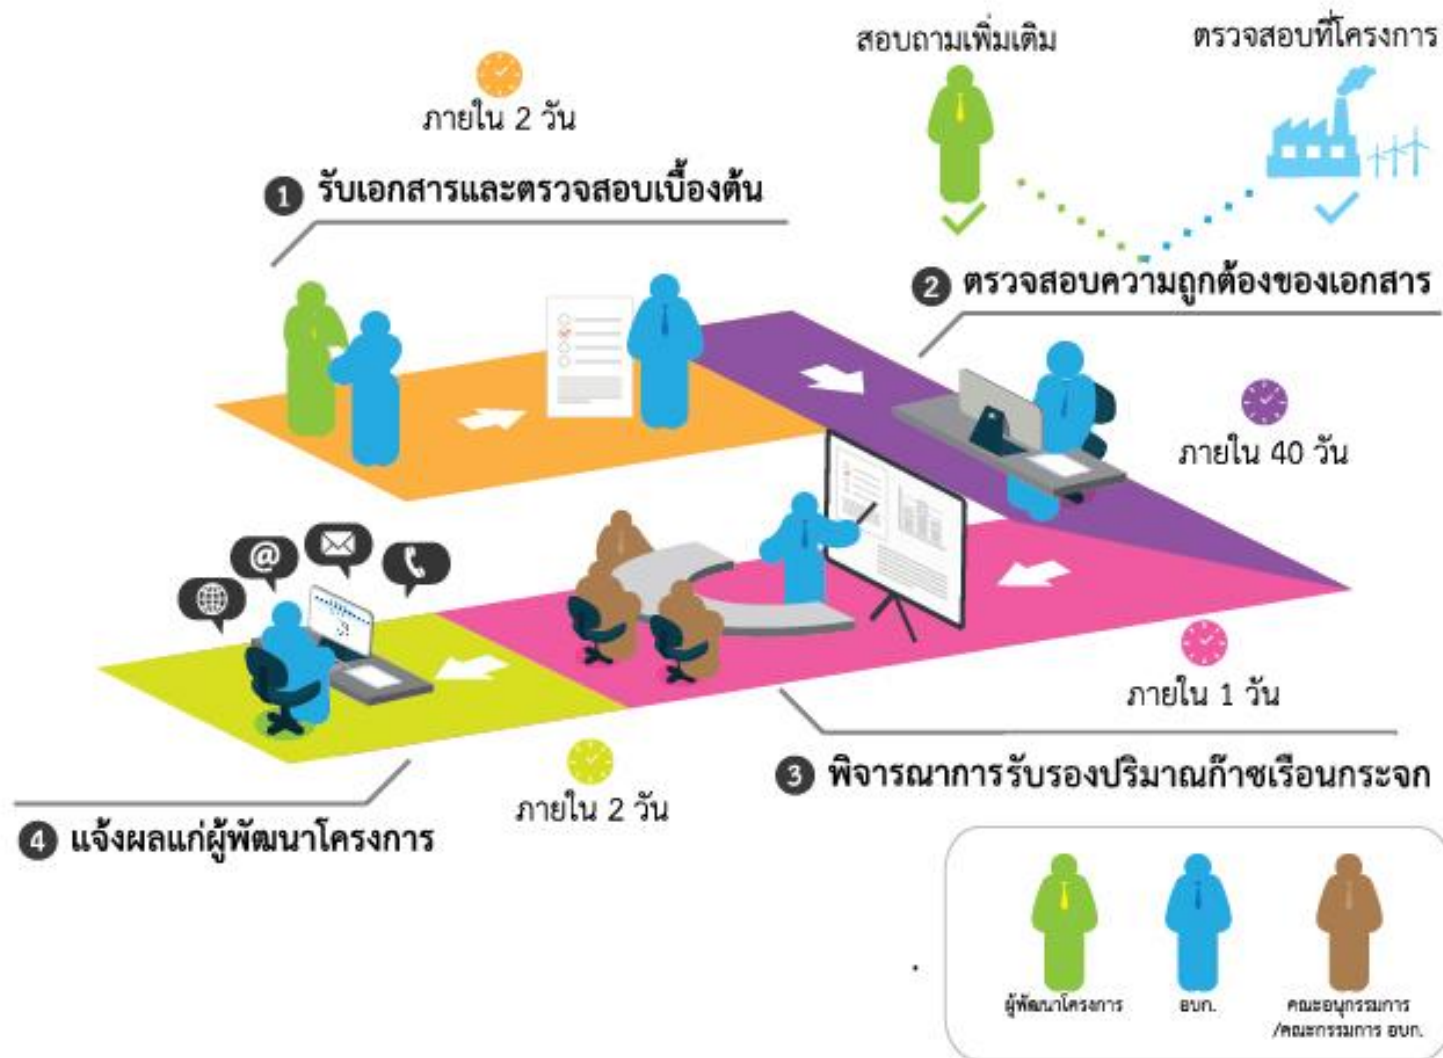 สอบถามเพิ่มเติม
ตรวจสอบที่โครงการ
ภายใน 2 วัน
1 รับเอกสารและตรวจสอบเบื้องต้น
2 ตรวจสอบความถูกต้องของเอกสาร
ภายใน 40 วัน
@
ภายใน 1 วัน
3 พิจารณาการรับรองปริมาณก๊าซเรือนกระจก
ภายใน 2 วัน
4 แจ้งผลแก่ผู้พัฒนาโครงการ
ผู้พัฒนาโครงการ
อบก.
คณะอนุกรรมการ
/คณะกรรมการ อบก.